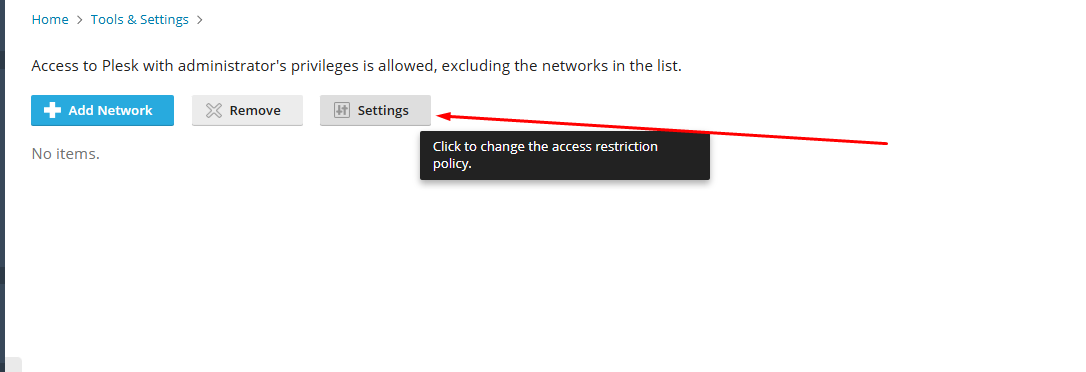 Home > Tools & Settings >
Access to Plesk with administrator's privileges is allowed, excluding the networks in the list.
Add Network Remove Settings
Click to change the access restriction
policy.
No items.